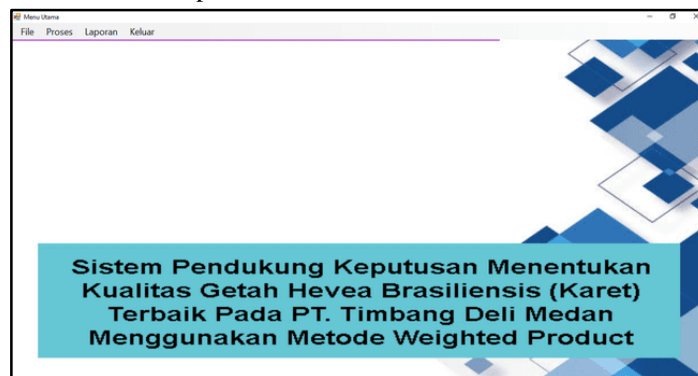 Menu Utama
File Proses Laporan Keluar
Sistem Pendukung Keputusan Menentukan
Kualitas Getah Hevea Brasiliensis (Karet)
Terbaik Pada PT. Timbang Deli Medan
Menggunakan Metode Weighted Product